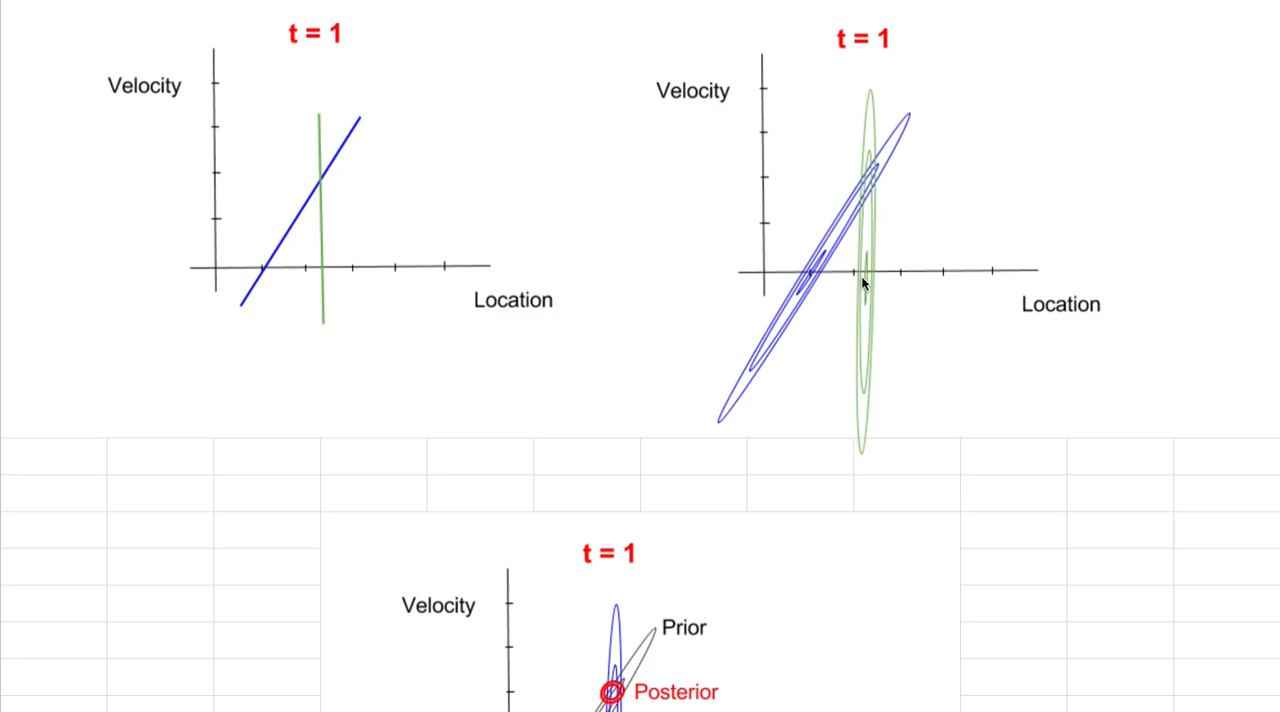 t = 1
Velocity
Location
t = 1
Velocity
Location
t = 1
Velocity
Prior
Posterior